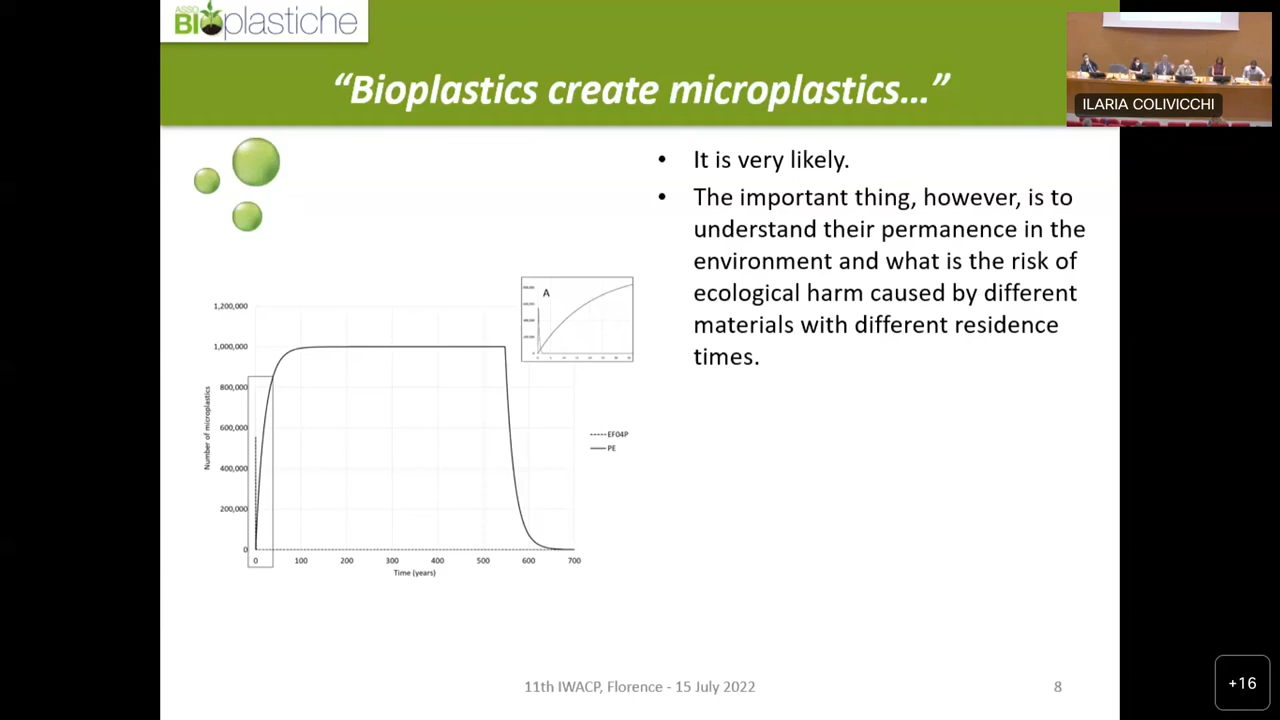 ASSO
BIOplastiche
“Bioplastics create microplastics...”
ILARIA COLIVICCHI
• It is very likely.
• The important thing, however, is to
understand their permanence in the
environment and what is the risk of
ecological harm caused by different
materials with different residence
times.
A
1,200,000
1,000,000
800,000
600,000
400,000
200,000
0
Number of microplastics
0 100 200 300 400 500 600 700
Time (years)
EF04P
PE
11th IWACP, Florence - 15 July 2022
8
+16